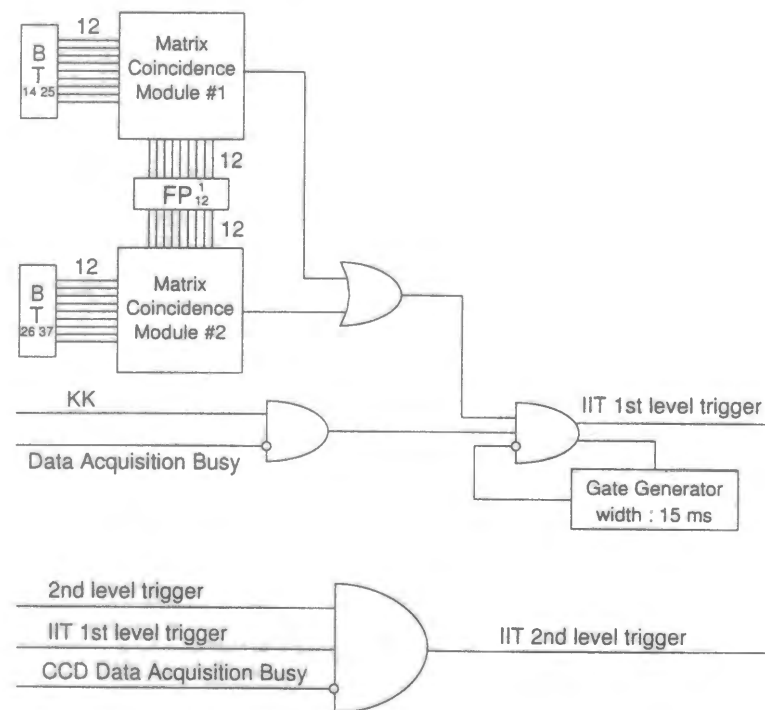 12
B
T
14 25
Matrix
Coincidence
Module #1
12
FP 1
12
12
12
B
T
26 37
Matrix
Coincidence
Module #2
KK
Data Acquisition Busy
IIT 1st level trigger
Gate Generator
width : 15 ms
2nd level trigger
IIT 1st level trigger
CCD Data Acquisition Busy
IIT 2nd level trigger